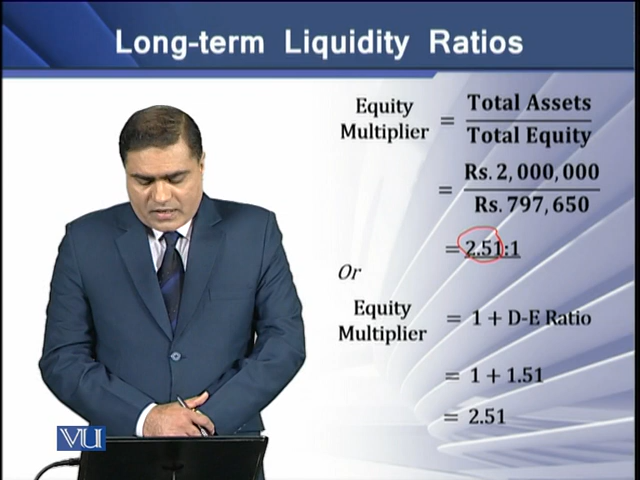 Long-term Liquidity Ratios
Equity Multiplier = Total Assets / Total Equity
= Rs. 2,000,000 / Rs. 797,650
= 2.51:1
Or
Equity Multiplier = 1 + D-E Ratio
= 1 + 1.51
= 2.51
VU